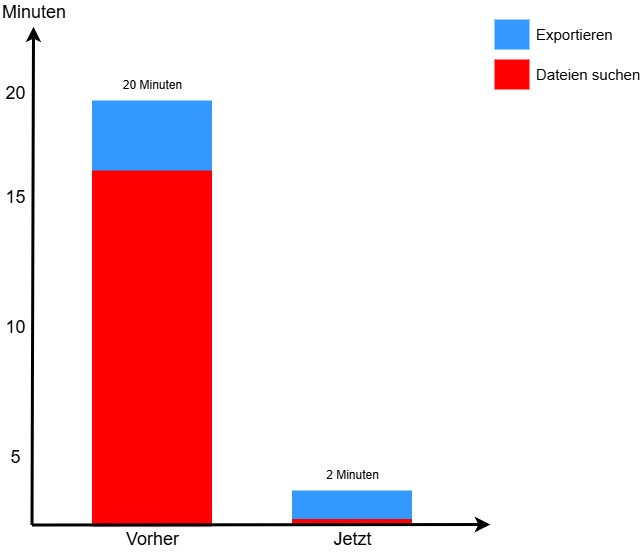 Minuten
Exportieren
Dateien suchen
20 Minuten
20
15
10
5
2 Minuten
Vorher
Jetzt